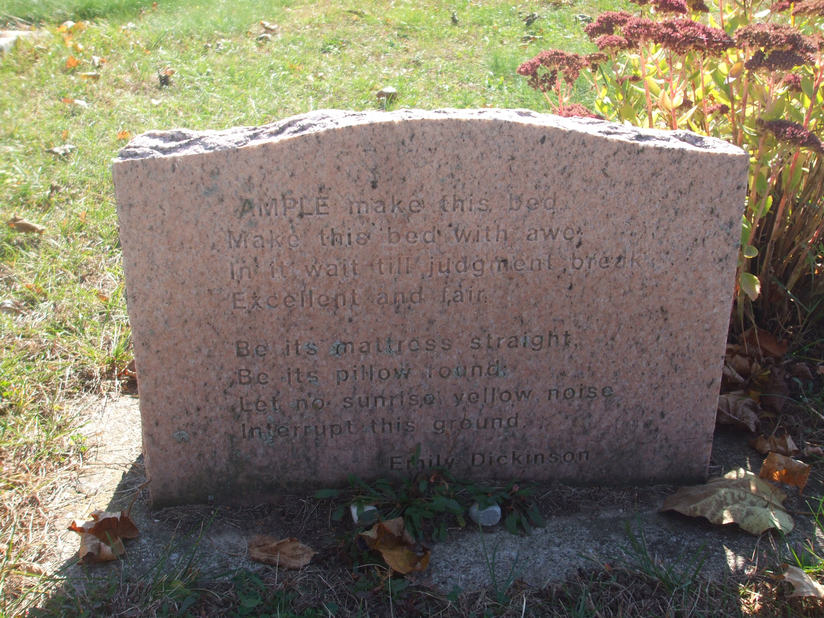 AMPLE make this bed.
Make this bed with awe;
In it wait till judgment break
Excellent and fair.
Be its mattress straight,
Be its pillow round;
Let no sunrise' yellow noise
Interrupt this ground.
Emily Dickinson